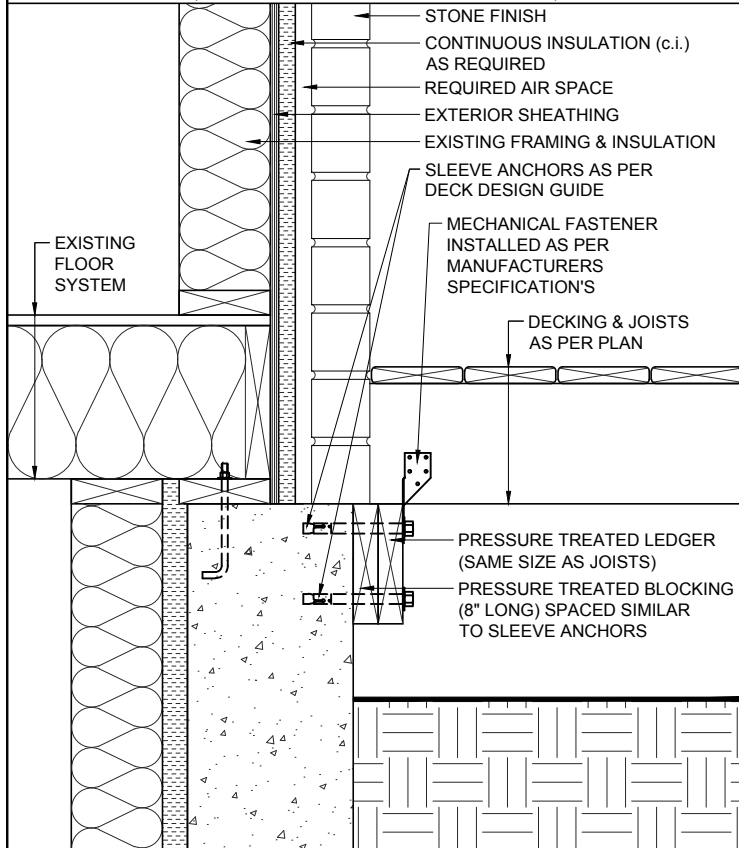 STONE FINISH
CONTINUOUS INSULATION (c.i.)
AS REQUIRED
REQUIRED AIR SPACE
EXTERIOR SHEATHING
EXISTING FRAMING & INSULATION
SLEEVE ANCHORS AS PER
DECK DESIGN GUIDE
MECHANICAL FASTENER
INSTALLED AS PER
MANUFACTURERS
SPECIFICATION'S
EXISTING
FLOOR
SYSTEM
DECKING & JOISTS
AS PER PLAN
PRESSURE TREATED LEDGER
(SAME SIZE AS JOISTS)
PRESSURE TREATED BLOCKING
(8" LONG) SPACED SIMILAR
TO SLEEVE ANCHORS